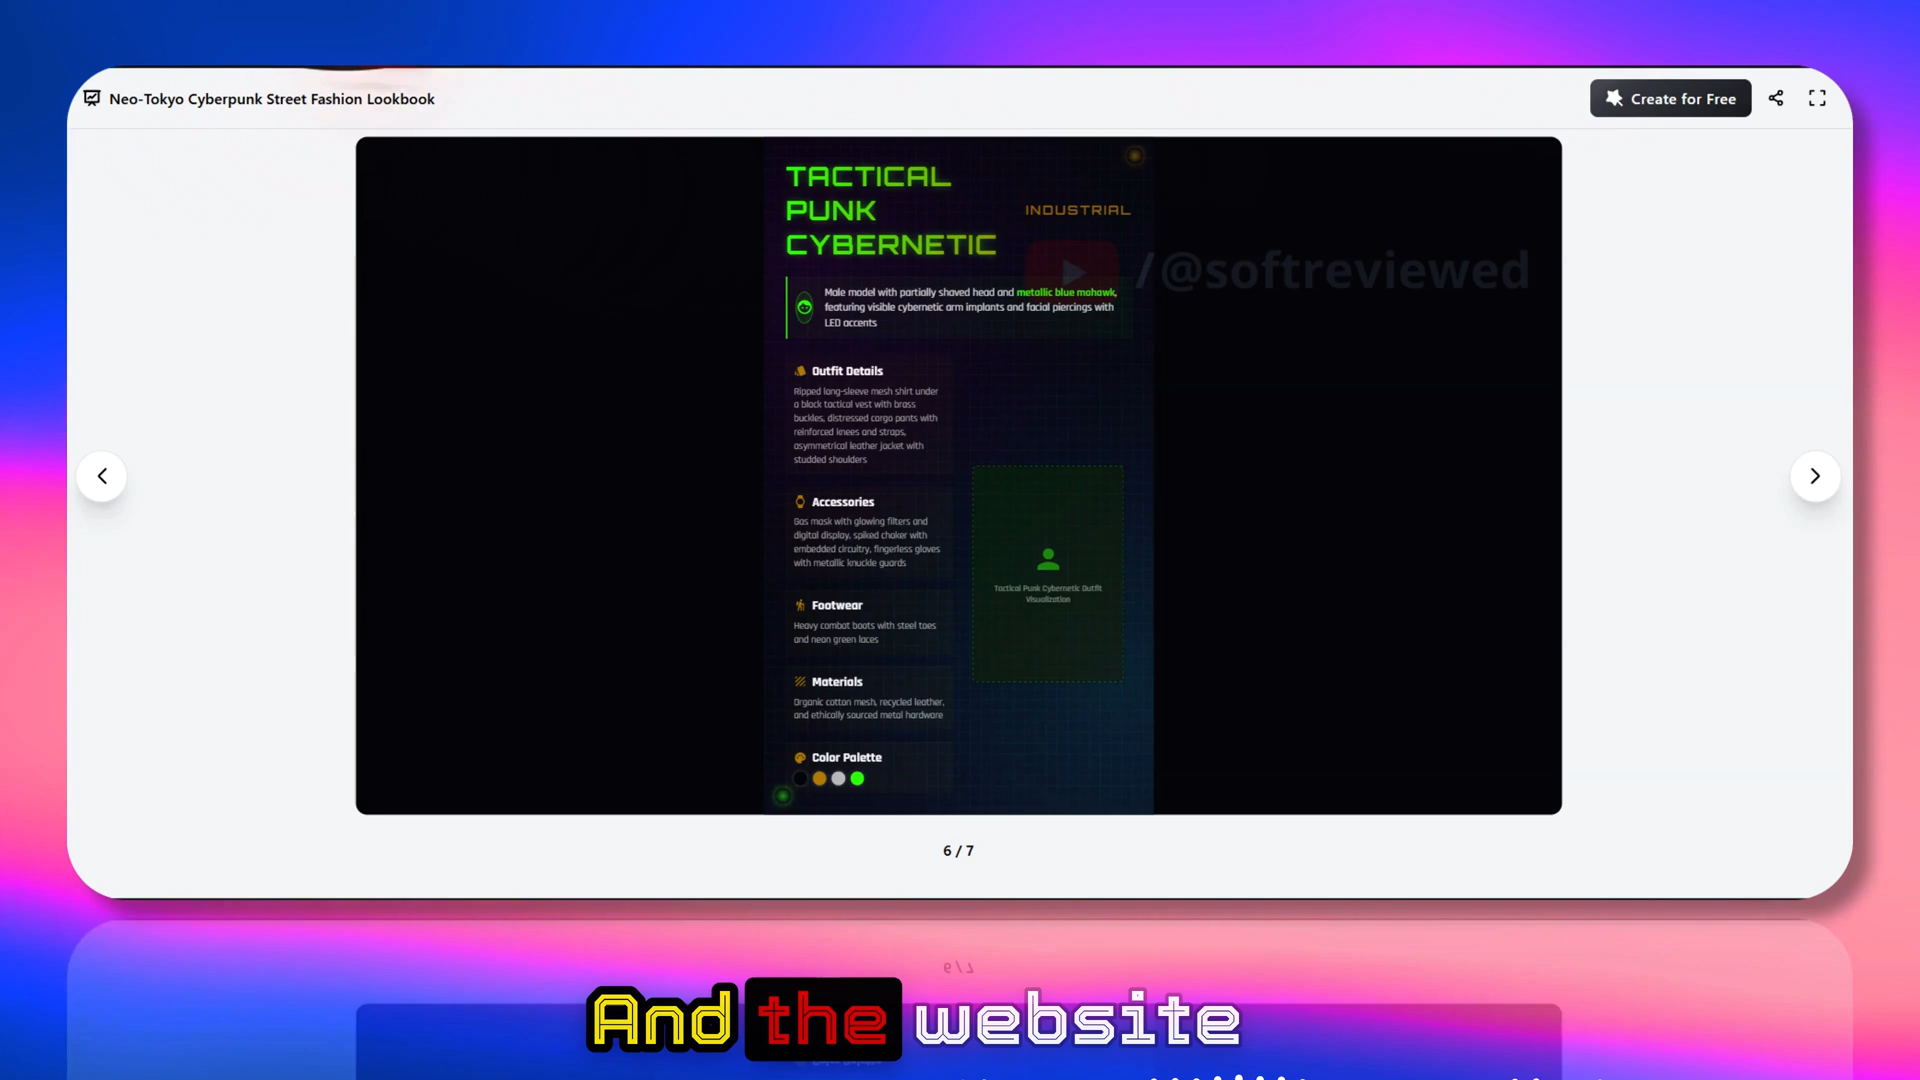 Neo-Tokyo Cyberpunk Street Fashion Lookbook
Create for Free
TACTICAL
PUNK
CYBERNETIC
INDUSTRIAL
/@softreviewed
Male model with partially shaved head and metallic blue mohawk,
featuring visible cybernetic arm implants and facial piercings with
LED accents
Outfit Details
Ripped long-sleeve mesh shirt under
a black tactical vest with brass
buckles, distressed cargo pants with
reinforced knees and straps,
asymmetrical leather jacket with
studded shoulders
Accessories
Gas mask with glowing filters and
digital display, spiked choker with
embedded circuitry, fingerless gloves
with metallic knuckle guards
Footwear
Heavy combat boots with steel toes
and neon green laces
Materials
Organic cotton mesh, recycled leather,
and ethically sourced metal hardware
Color Palette
Tactical Punk Cybernetic Outfit
Visualization
6 / 7
6 / 7
And the website